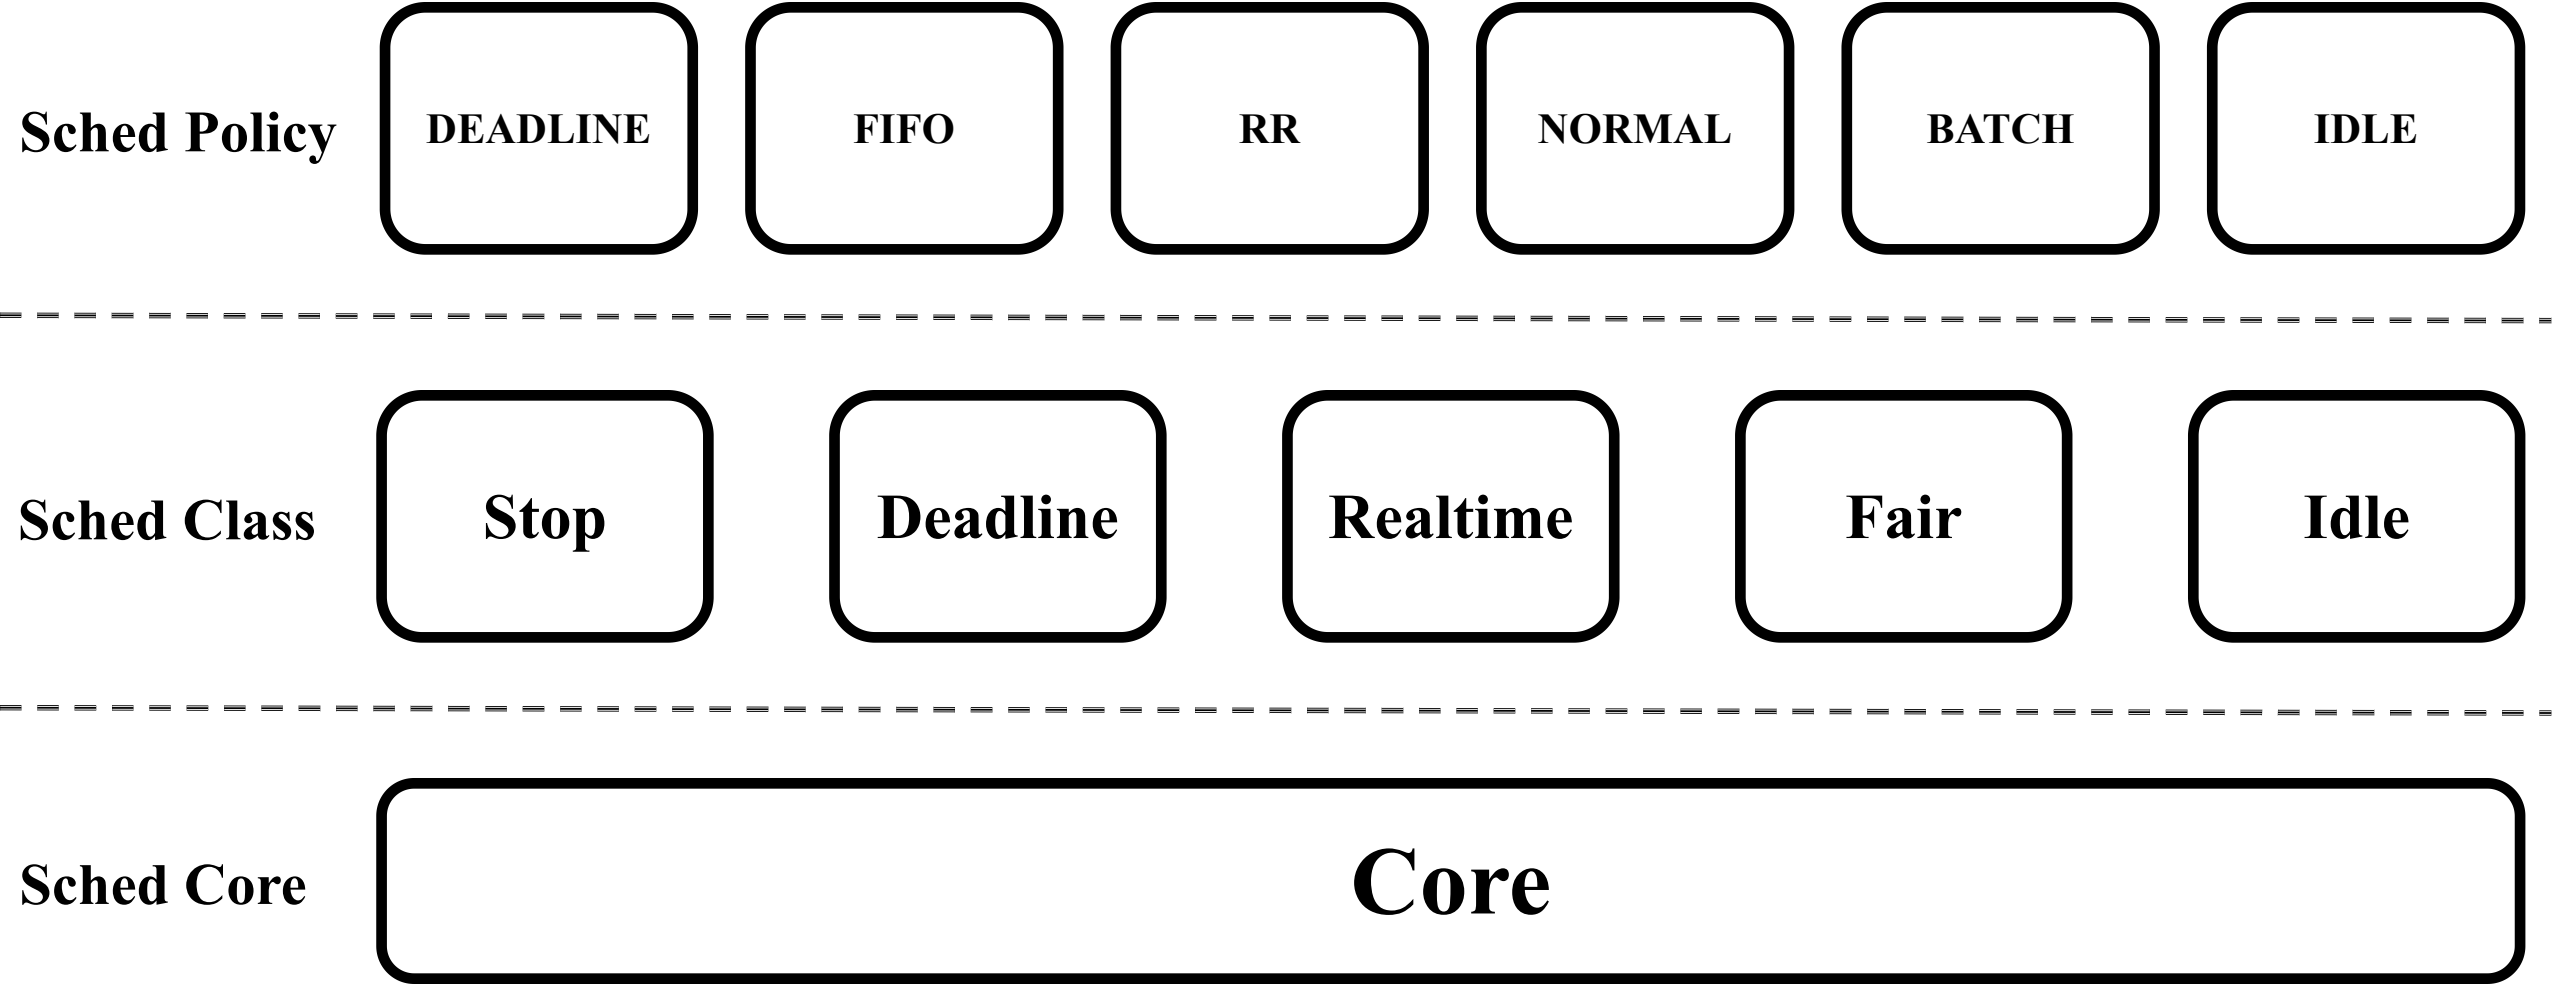 Sched Policy
DEADLINE
FIFO
RR
NORMAL
BATCH
IDLE
Sched Class
Stop
Deadline
Realtime
Fair
Idle
Sched Core
Core